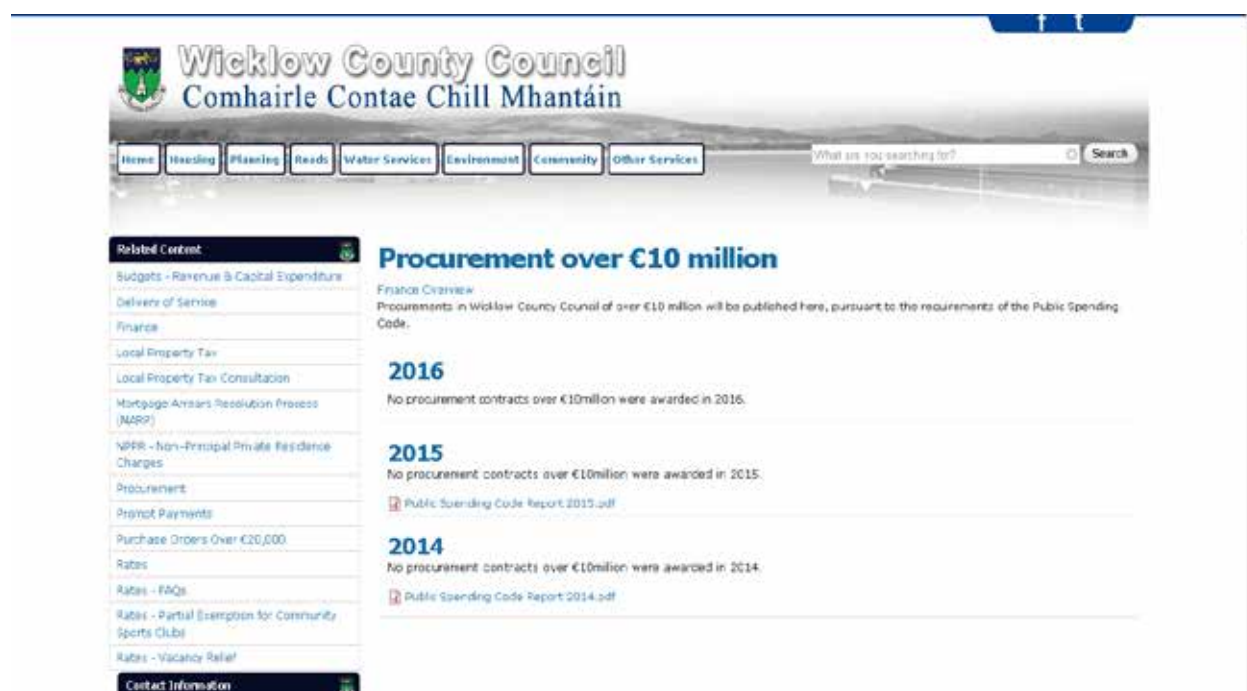 f t
Wicklow County Council
Comhairle Contae Chill Mhantáin
Home Housing Planning Roads Water Services Environment Community Other Services
What are you searching for? Search
Related Content
Budgets - Revenue & Capital Expenditure
Delivery of Service
Finance
Local Property Tax
Local Property Tax Consultation
Mortgage Arrears Resolution Process
(MARP)
NPPR - Non-Principal Private Residence
Charges
Procurement
Prompt Payments
Purchase Orders Over €20,000
Rates
Rates - FAQs
Rates - Partial Exemption for Community
Sports Clubs
Rates - Vacancy Relief
Contact Information
Procurement over €10 million
Finance Overview
Procurements in Wicklow County Council of over €10 million will be published here, pursuant to the requirements of the Public Spending
Code.
2016
No procurement contracts over €10million were awarded in 2016.
2015
No procurement contracts over €10million were awarded in 2015.
Public Spending Code Report 2015.pdf
2014
No procurement contracts over €10million were awarded in 2014.
Public Spending Code Report 2014.pdf